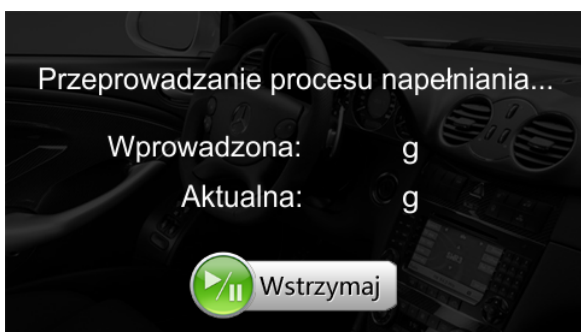 Przeprowadzanie procesu napełniania...
Wprowadzona: g
Aktualna: g
Wstrzymaj